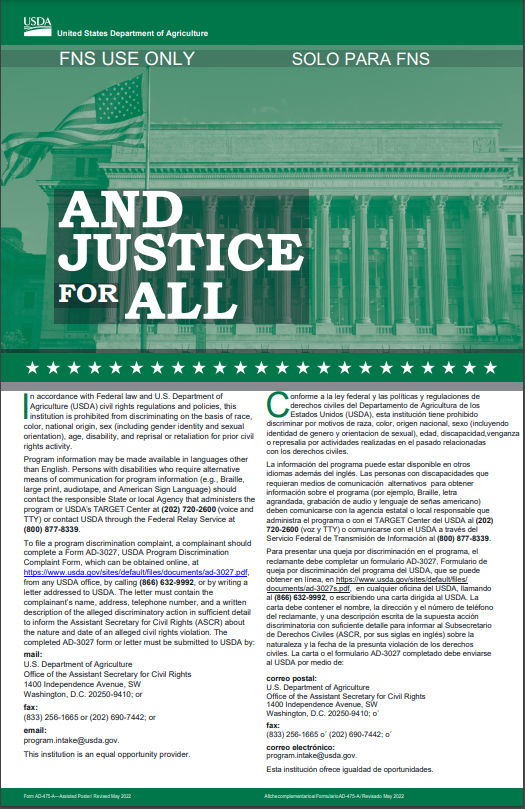 USDA
United States Department of Agriculture
FNS USE ONLY
SOLO PARA FNS
AND
JUSTICE
FOR ALL
In accordance with Federal law and U.S. Department of
Agriculture (USDA) civil rights regulations and policies, this
institution is prohibited from discriminating on the basis of race,
color, national origin, sex (including gender identity and sexual
orientation), age, disability, and reprisal or retaliation for prior civil
rights activity.
Program information may be made available in languages other
than English. Persons with disabilities who require alternative
means of communication for program information (e.g., Braille,
large print, audiotape, and American Sign Language) should
contact the responsible State or local Agency that administers the
program or USDA's TARGET Center at (202) 720-2600 (voice and
TTY) or contact USDA through the Federal Relay Service at
(800) 877-8339.
To file a program discrimination complaint, a complainant should
complete a Form AD-3027, USDA Program Discrimination
Complaint Form, which can be obtained online, at
https://www.usda.gov/sites/default/files/documents/ad-3027.pdf,
from any USDA office, by calling (866) 632-9992, or by writing a
letter addressed to USDA. The letter must contain the
complainant's name, address, telephone number, and a written
description of the alleged discriminatory action in sufficient detail
to inform the Assistant Secretary for Civil Rights (ASCR) about
the nature and date of an alleged civil rights violation. The
completed AD-3027 form or letter must be submitted to USDA by:
mail:
U.S. Department of Agriculture
Office of the Assistant Secretary for Civil Rights
1400 Independence Avenue, SW
Washington, D.C. 20250-9410; or
fax:
(833) 256-1665 or (202) 690-7442; or
email:
program.intake@usda.gov.
This institution is an equal opportunity provider.
Conforme a la ley federal y las políticas y regulaciones de
derechos civiles del Departamento de Agricultura de los
Estados Unidos (USDA), esta institución tiene prohibido
discriminar por motivos de raza, color, origen nacional, sexo (incluyendo
identidad de genero y orientacion de sexual), edad, discapacidad,venganza
o represalia por actividades realizadas en el pasado relacionadas
con los derechos civiles.
La información del programa puede estar disponible en otros
idiomas además del inglés. Las personas con discapacidades que
requieran medios de comunicación alternativos para obtener
información sobre el programa (por ejemplo, Braille, letra
agrandada, grabación de audio y lenguaje de señas americano)
deben comunicarse con la agencia estatal o local responsable que
administra el programa o con el TARGET Center del USDA al (202)
720-2600 (voz y TTY) o comunicarse con el USDA a través del
Servicio Federal de Transmisión de Información al (800) 877-8339.
Para presentar una queja por discriminación en el programa, el
reclamante debe completar un formulario AD-3027, Formulario de
queja por discriminación del programa del USDA, que se puede
obtener en línea, en https://www.usda.gov/sites/default/files/
documents/ad-3027s.pdf, en cualquier oficina del USDA, llamando
al (866) 632-9992, o escribiendo una carta dirigida al USDA. La
carta debe contener el nombre, la dirección y el número de teléfono
del reclamante, y una descripción escrita de la supuesta acción
discriminatoria con suficiente detalle para informar al Subsecretario
de Derechos Civiles (ASCR, por sus siglas en inglés) sobre la
naturaleza y la fecha de la presunta violación de los derechos
civiles. La carta o el formulario AD-3027 completado debe enviarse
al USDA por medio de:
correo postal:
U.S. Department of Agriculture
Office of the Assistant Secretary for Civil Rights
1400 Independence Avenue, SW
Washington, D.C. 20250-9410; o´
fax:
(833) 256-1665 o´ (202) 690-7442; o´
correo electrónico:
program.intake@usda.gov.
Esta institución ofrece igualdad de oportunidades.
Form AD-475-A—Assisted Poster/ Revised May 2022
Afiche complementario al Formulario AD-475-A / Revisado May 2022